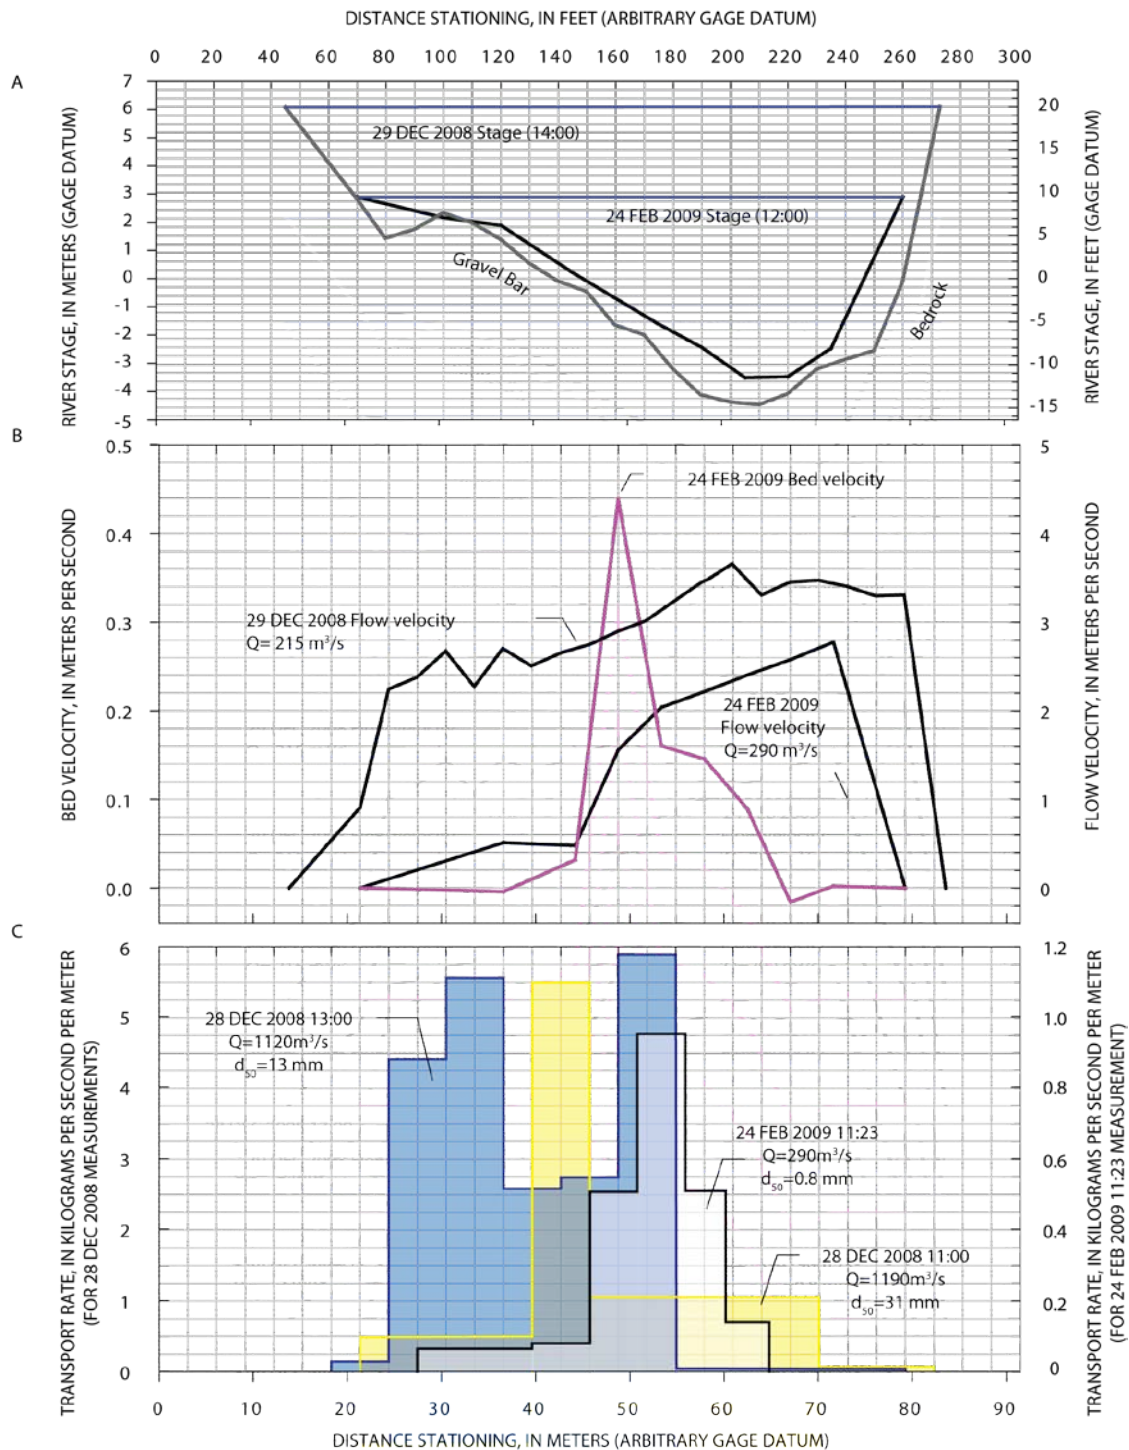 DISTANCE STATIONING, IN FEET (ARBITRARY GAGE DATUM)
0 20 40 60 80 100 120 140 160 180 200 220 240 260 280 300
A
RIVER STAGE, IN METERS (GAGE DATUM)
7
6
5
4
3
2
1
0
-1
-2
-3
-4
-5
29 DEC 2008 Stage (14:00)
24 FEB 2009 Stage (12:00)
Gravel Bar
Bedrock
20
15
10
5
0
-5
-10
-15
RIVER STAGE, IN FEET (GAGE DATUM)
B
BED VELOCITY, IN METERS PER SECOND
0.5
0.4
0.3
0.2
0.1
0.0
24 FEB 2009 Bed velocity
29 DEC 2008 Flow velocity
Q= 215 m³/s
24 FEB 2009
Flow velocity
Q=290 m³/s
5
4
3
2
1
0
FLOW VELOCITY, IN METERS PER SECOND
C
TRANSPORT RATE, IN KILOGRAMS PER SECOND PER METER
(FOR 28 DEC 2008 MEASUREMENTS)
6
5
4
3
2
1
0
28 DEC 2008 13:00
Q=1120m³/s
d₅₀=13 mm
24 FEB 2009 11:23
Q=290m³/s
d₅₀=0.8 mm
28 DEC 2008 11:00
Q=1190m³/s
d₅₀=31 mm
1.2
1.0
0.8
0.6
0.4
0.2
0
TRANSPORT RATE, IN KILOGRAMS PER SECOND PER METER
(FOR 24 FEB 2009 11:23 MEASUREMENT)
0 10 20 30 40 50 60 70 80 90
DISTANCE STATIONING, IN METERS (ARBITRARY GAGE DATUM)